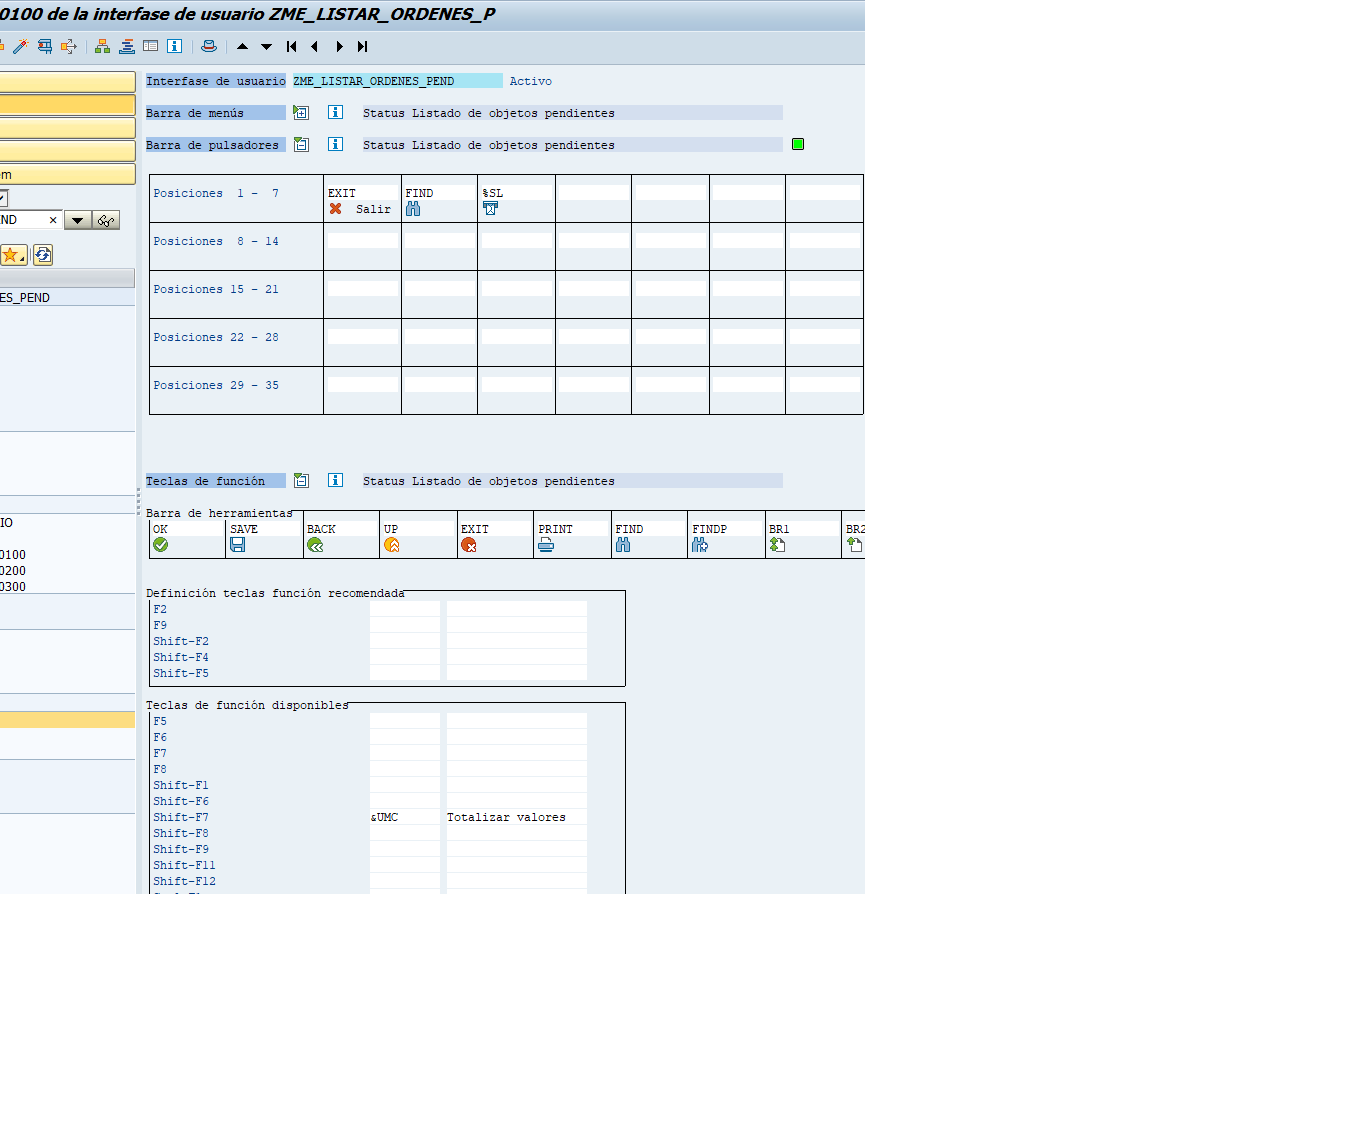 0100 de la interfase de usuario ZME_LISTAR_ORDENES_P
em
END
ES_PEND
IO
0100
0200
0300
Interfase de usuario ZME_LISTAR_ORDENES_PEND Activo
Barra de menús Status Listado de objetos pendientes
Barra de pulsadores Status Listado de objetos pendientes
Posiciones 1 - 7 EXIT FIND %SL
Salir
Posiciones 8 - 14
Posiciones 15 - 21
Posiciones 22 - 28
Posiciones 29 - 35
Teclas de función Status Listado de objetos pendientes
Barra de herramientas
OK SAVE BACK UP EXIT PRINT FIND FINDP BR1 BR2
Definición teclas función recomendada
F2
F9
Shift-F2
Shift-F4
Shift-F5
Teclas de función disponibles
F5
F6
F7
F8
Shift-F1
Shift-F6
Shift-F7 &UMC Totalizar valores
Shift-F8
Shift-F9
Shift-F11
Shift-F12